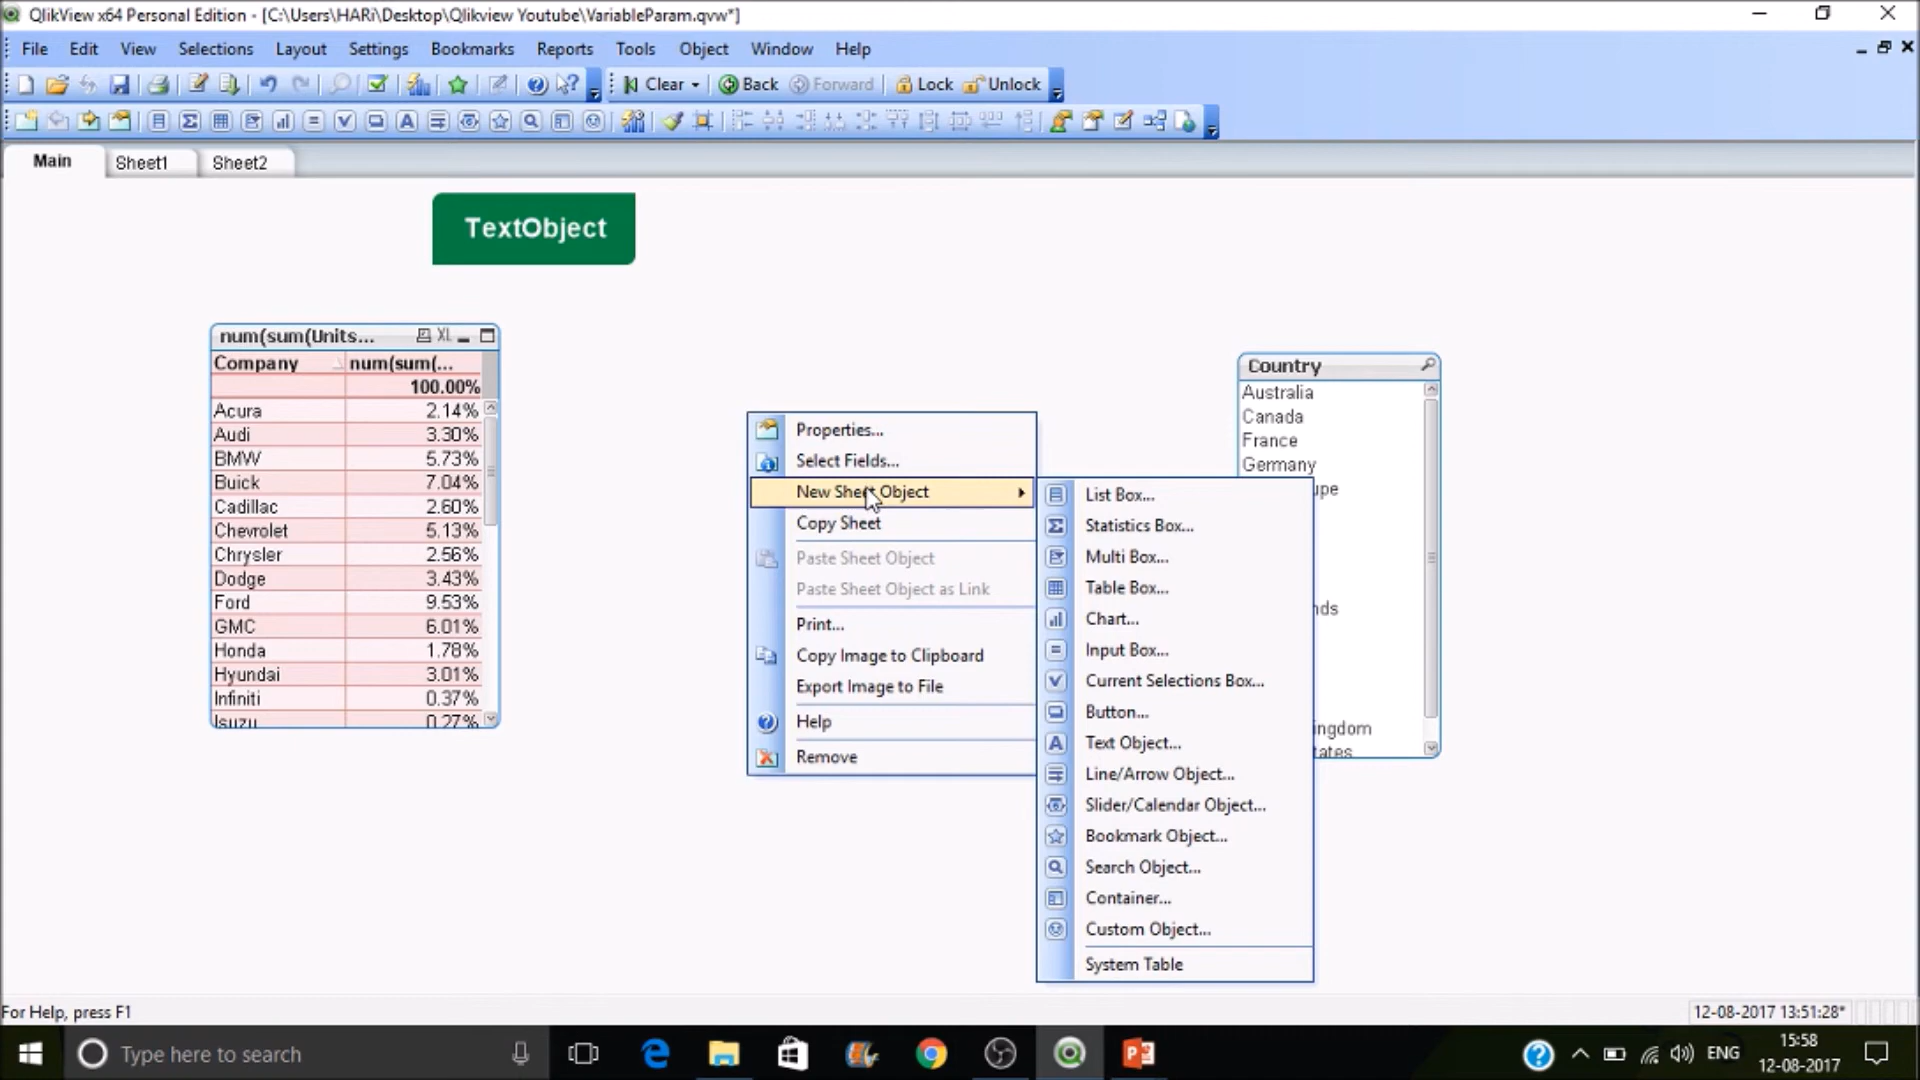 QlikView x64 Personal Edition - [C:\Users\HARi\Desktop\Qlikview Youtube\VariableParam.qvw*]
File Edit View Selections Layout Settings Bookmarks Reports Tools Object Window Help
Clear Back Forward Lock Unlock
Main Sheet1 Sheet2
TextObject
num(sum(Units... XL
Company num(sum(...
100.00%
Acura 2.14%
Audi 3.30%
BMW 5.73%
Buick 7.04%
Cadillac 2.60%
Chevrolet 5.13%
Chrysler 2.56%
Dodge 3.43%
Ford 9.53%
GMC 6.01%
Honda 1.78%
Hyundai 3.01%
Infiniti 0.37%
Isuzu 0.27%
Properties...
Select Fields...
New Sheet Object
Copy Sheet
Paste Sheet Object
Paste Sheet Object as Link
Print...
Copy Image to Clipboard
Export Image to File
Help
Remove
List Box...
Statistics Box...
Multi Box...
Table Box...
Chart...
Input Box...
Current Selections Box...
Button...
Text Object...
Line/Arrow Object...
Slider/Calendar Object...
Bookmark Object...
Search Object...
Container...
Custom Object...
System Table
Country
Australia
Canada
France
Germany
upe
nds
ingdom
tates
For Help, press F1
12-08-2017 13:51:28*
Type here to search
ENG
15:58
12-08-2017